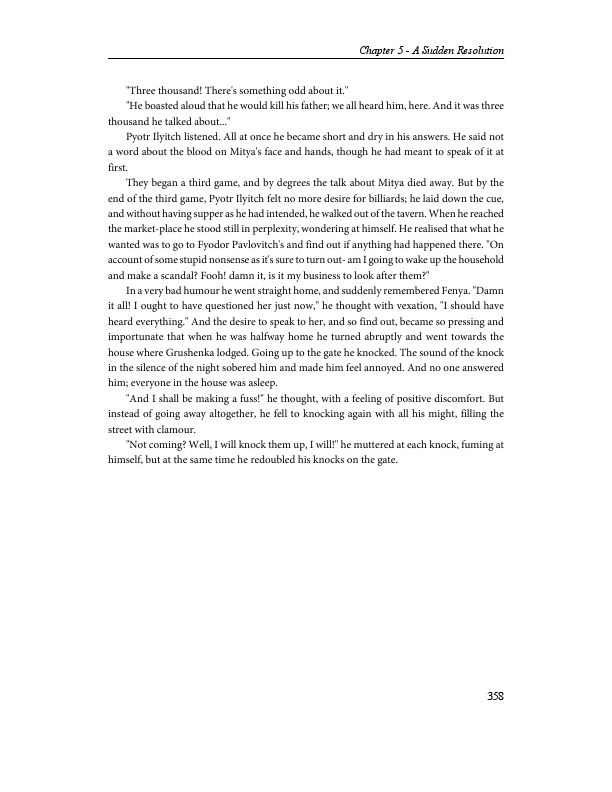 Chapter 5 - A Sudden Resolution
"Three thousand! There's something odd about it."
"He boasted aloud that he would kill his father; we all heard him, here. And it was three
thousand he talked about..."
Pyotr Ilyitch listened. All at once he became short and dry in his answers. He said not
a word about the blood on Mitya's face and hands, though he had meant to speak of it at
first.
They began a third game, and by degrees the talk about Mitya died away. But by the
end of the third game, Pyotr Ilyitch felt no more desire for billiards; he laid down the cue,
and without having supper as he had intended, he walked out of the tavern. When he reached
the market-place he stood still in perplexity, wondering at himself. He realised that what he
wanted was to go to Fyodor Pavlovitch's and find out if anything had happened there. "On
account of some stupid nonsense as it's sure to turn out- am I going to wake up the household
and make a scandal? Fooh! damn it, is it my business to look after them?"
In a very bad humour he went straight home, and suddenly remembered Fenya. "Damn
it all! I ought to have questioned her just now," he thought with vexation, "I should have
heard everything." And the desire to speak to her, and so find out, became so pressing and
importunate that when he was halfway home he turned abruptly and went towards the
house where Grushenka lodged. Going up to the gate he knocked. The sound of the knock
in the silence of the night sobered him and made him feel annoyed. And no one answered
him; everyone in the house was asleep.
"And I shall be making a fuss!" he thought, with a feeling of positive discomfort. But
instead of going away altogether, he fell to knocking again with all his might, filling the
street with clamour.
"Not coming? Well, I will knock them up, I will!" he muttered at each knock, fuming at
himself, but at the same time he redoubled his knocks on the gate.
358